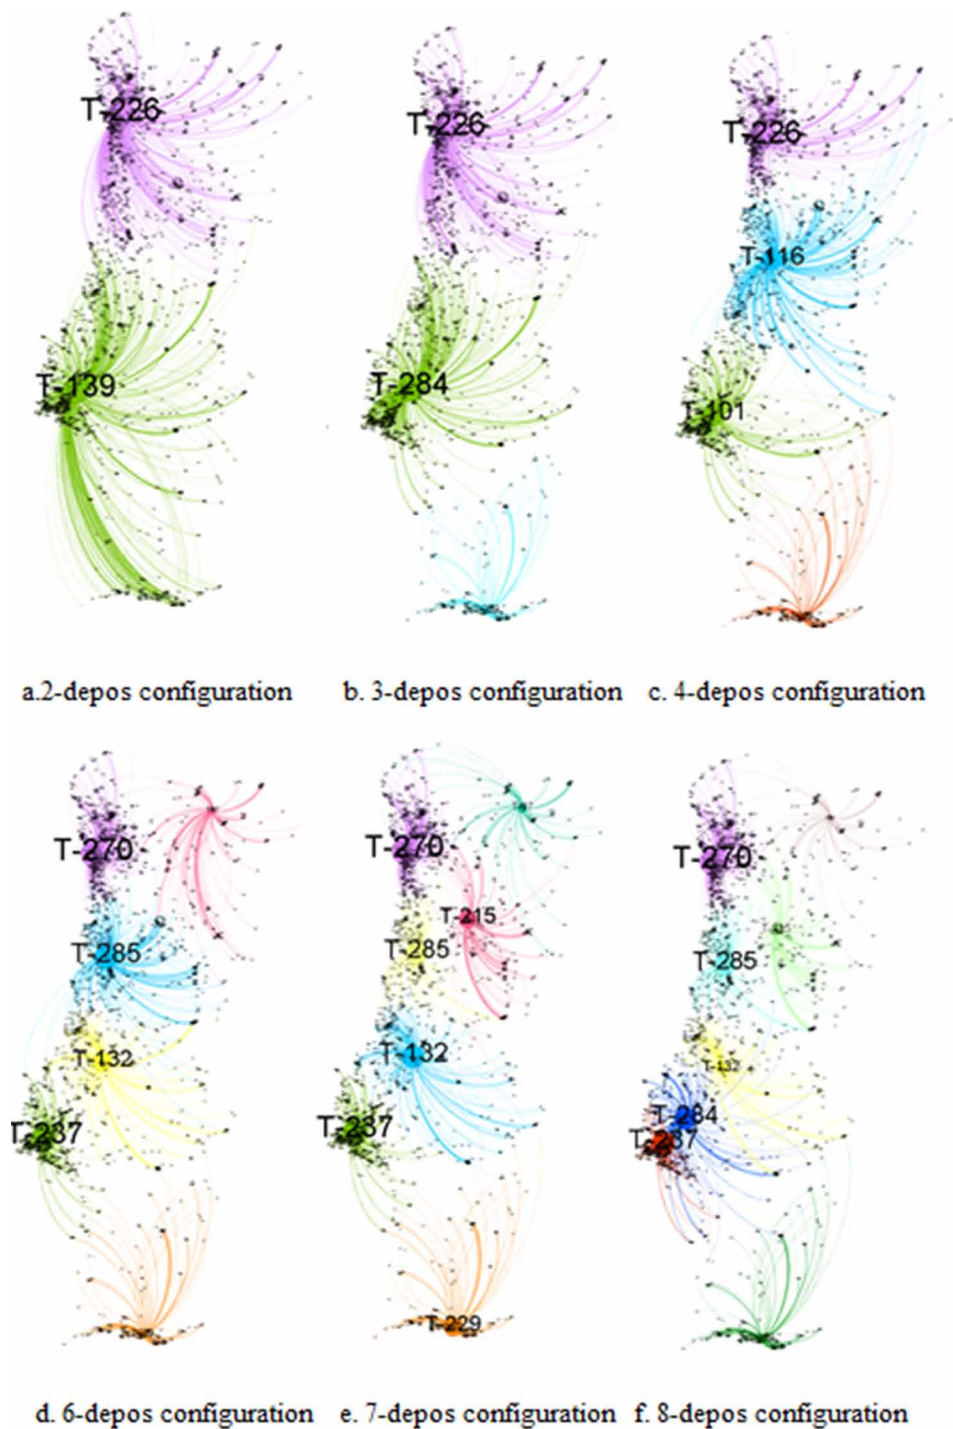 T-226
T-226
T-226
T-116
T-139
T-284
T-101
a.2-depos configuration
b. 3-depos configuration
c. 4-depos configuration
T-270
T-270
T-270
T-215
T-285
T-285
T-285
T-132
T-132
T-132
T-237
T-237
T-284
T-237
T-229
d. 6-depos configuration
e. 7-depos configuration
f. 8-depos configuration